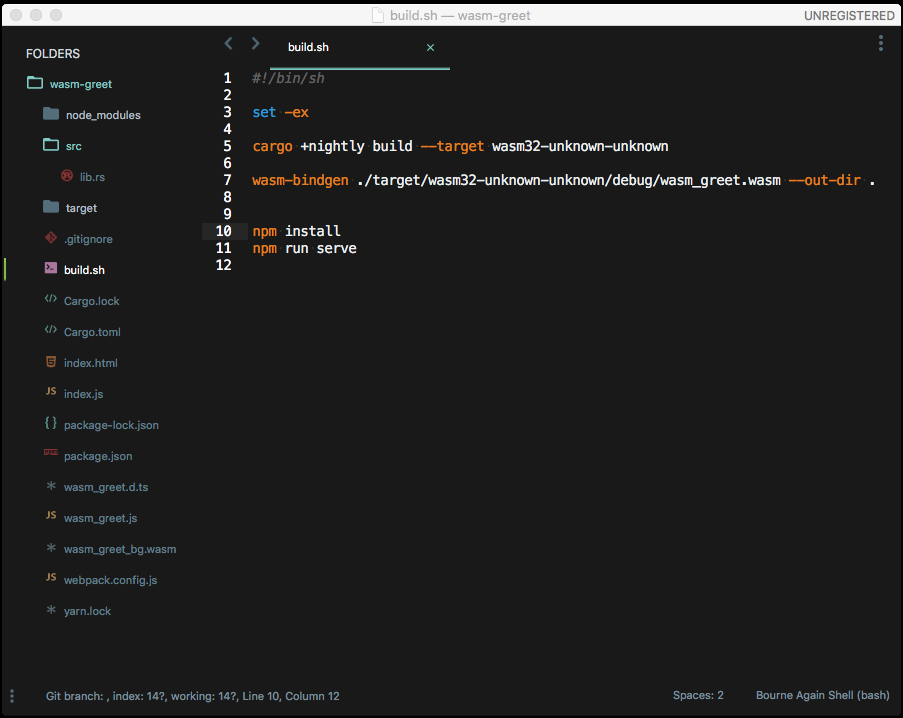 build.sh — wasm-greet
UNREGISTERED
FOLDERS
wasm-greet
node_modules
src
lib.rs
target
.gitignore
build.sh
Cargo.lock
Cargo.toml
index.html
JS index.js
{ } package-lock.json
package.json
* wasm_greet.d.ts
JS wasm_greet.js
* wasm_greet_bg.wasm
JS webpack.config.js
* yarn.lock
build.sh ×
1 #!/bin/sh
2
3 set -ex
4
5 cargo +nightly build --target wasm32-unknown-unknown
6
7 wasm-bindgen ./target/wasm32-unknown-unknown/debug/wasm_greet.wasm --out-dir .
8
9
10 npm install
11 npm run serve
12
Git branch: , index: 14?, working: 14?, Line 10, Column 12
Spaces: 2
Bourne Again Shell (bash)